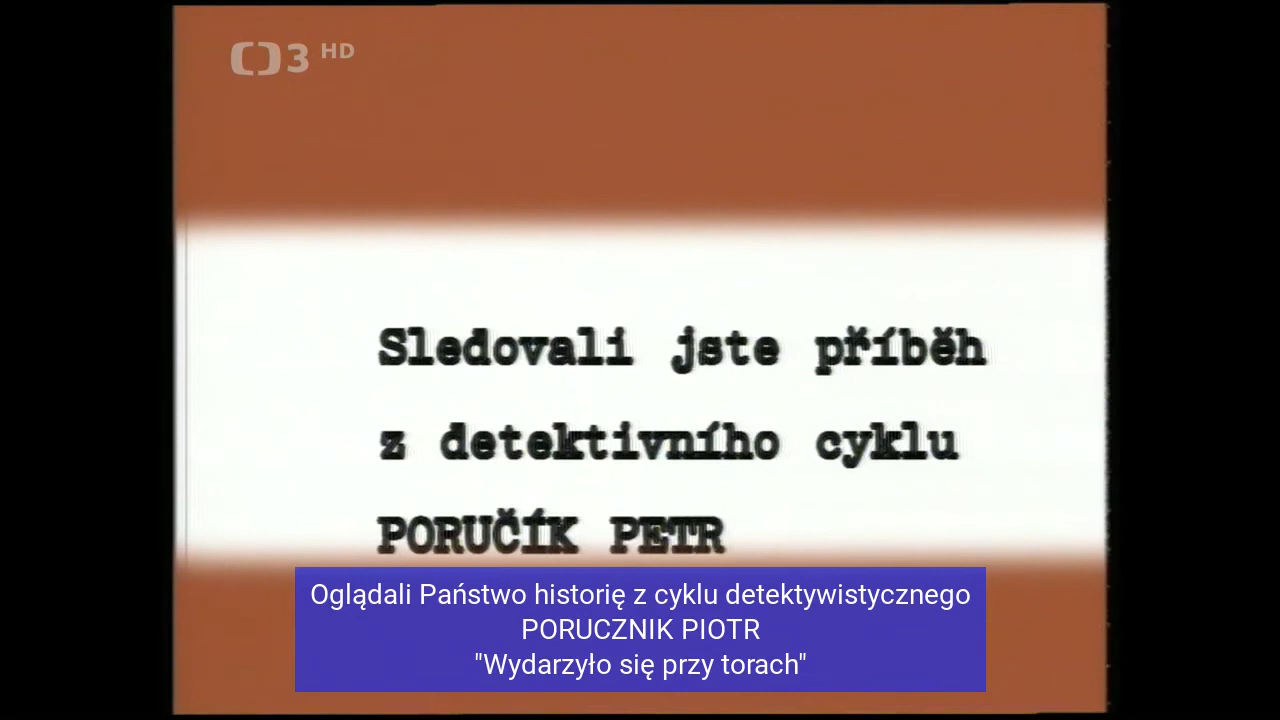 3 HD
Sledovali jste příběh
z detektivního cyklu
PORUČÍK PETR
Oglądali Państwo historię z cyklu detektywistycznego
PORUCZNIK PIOTR
"Wydarzyło się przy torach"